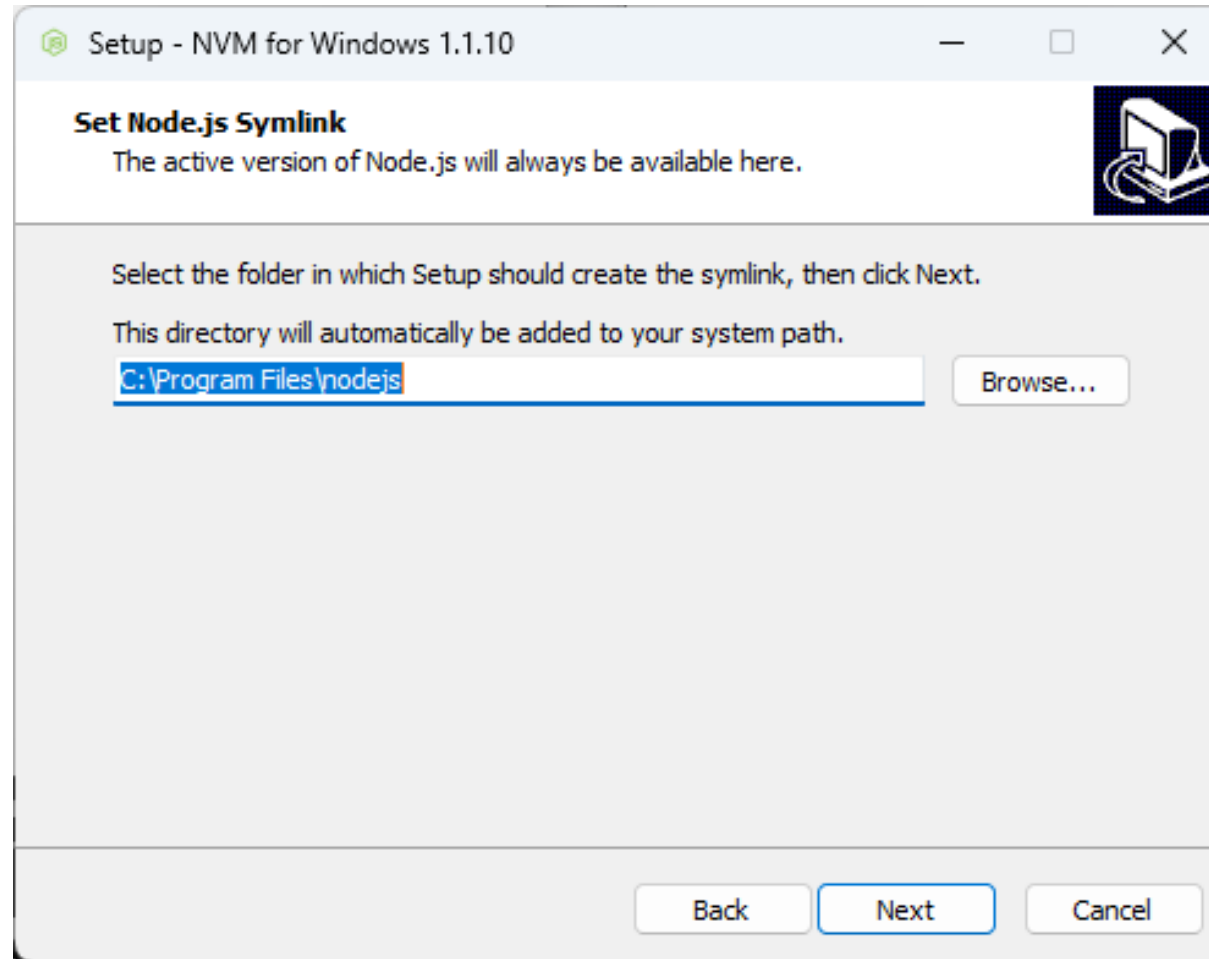 Setup - NVM for Windows 1.1.10
Set Node.js Symlink
The active version of Node.js will always be available here.
Select the folder in which Setup should create the symlink, then click Next.
This directory will automatically be added to your system path.
C:\Program Files\nodejs
Browse...
Back
Next
Cancel